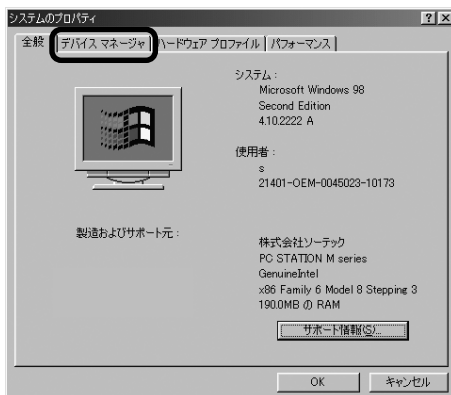 システムのプロパティ
全般
デバイス マネージャ
ハードウェア プロファイル
パフォーマンス
システム :
Microsoft Windows 98
Second Edition
4.10.2222 A
使用者 :
s
21401-OEM-0045023-10173
製造およびサポート元 :
株式会社ソーテック
PC STATION M series
GenuineIntel
x86 Family 6 Model 8 Stepping 3
190.0MB の RAM
サポート情報(S)...
OK
キャンセル